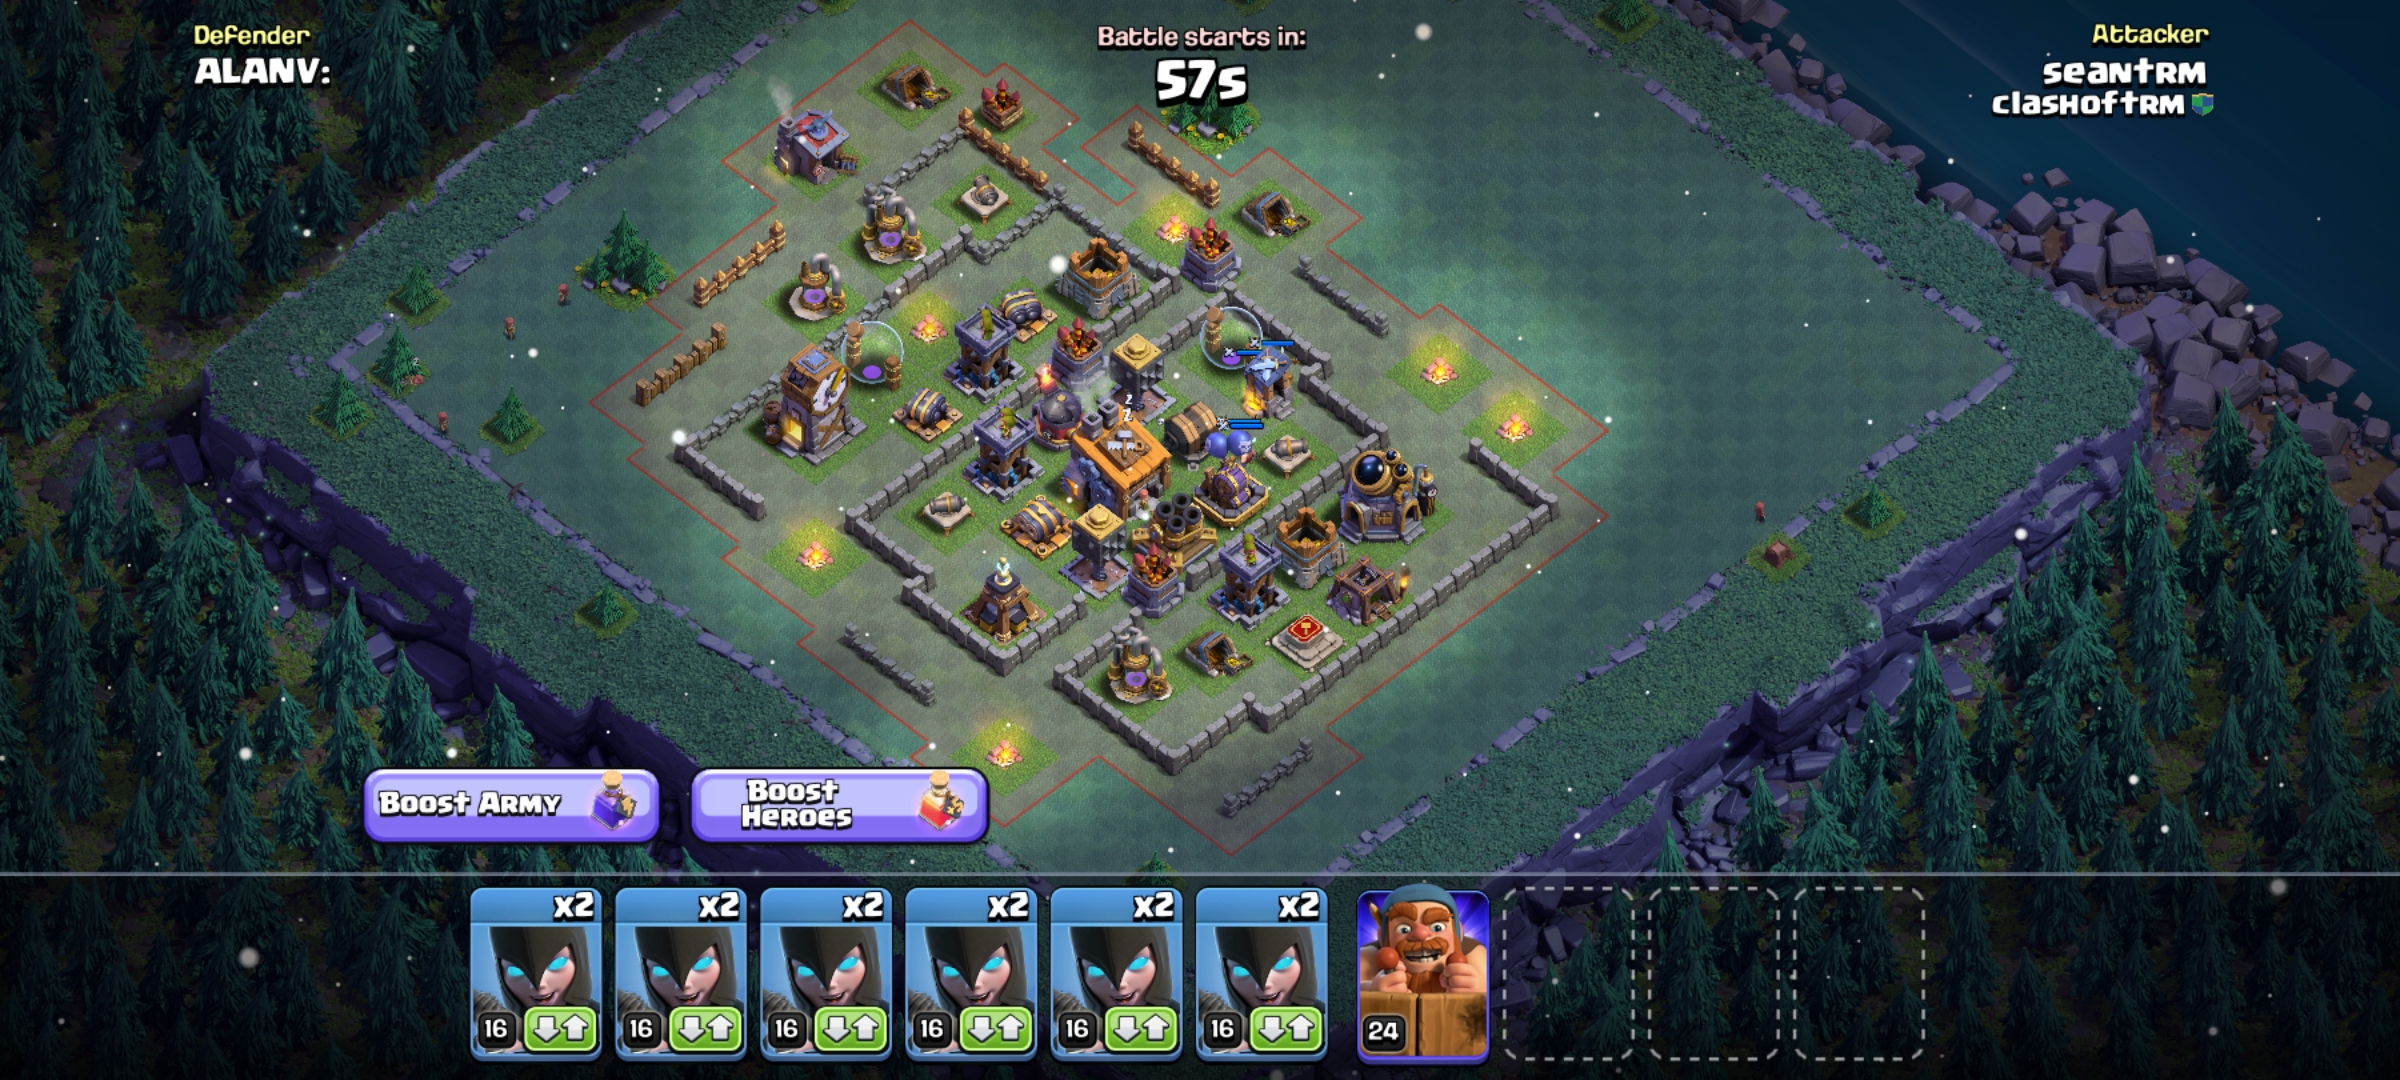 Defender
ALANV:
Battle starts in:
57s
Attacker
seantRM
clashoftRM
z
z
z
Boost Army
Boost
Heroes
x2
x2
x2
x2
x2
x2
16
16
16
16
16
16
24